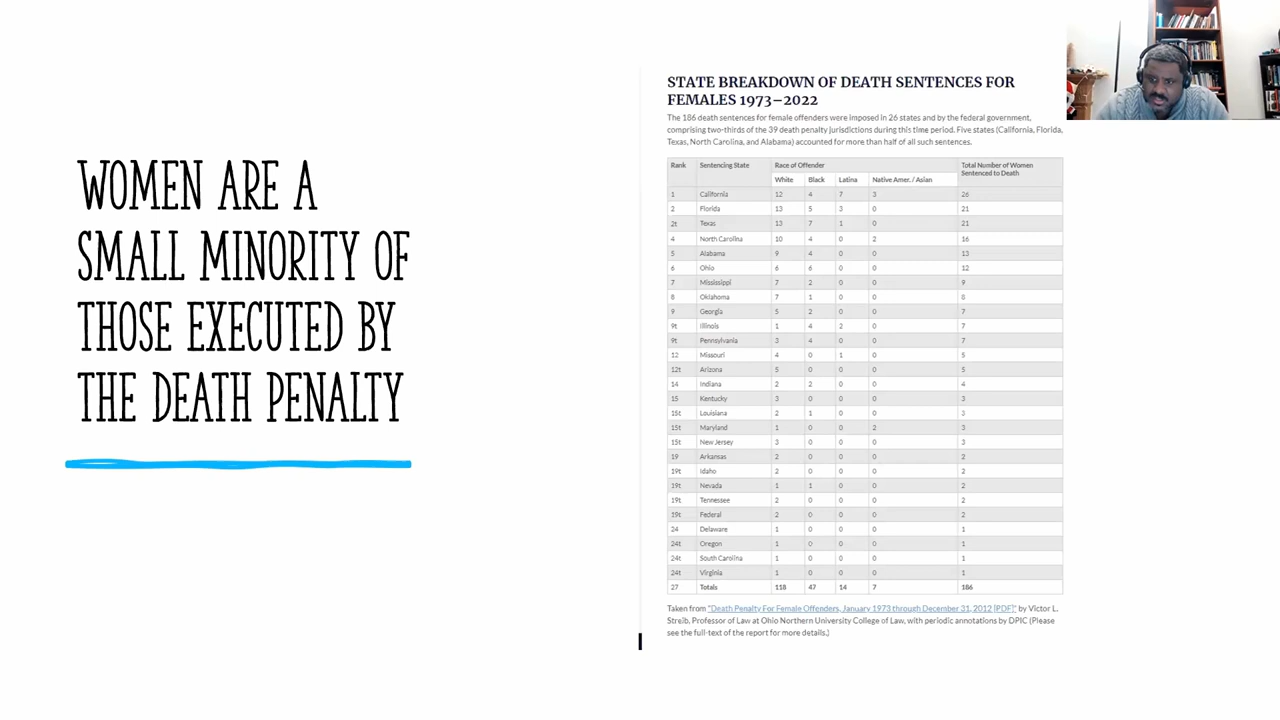 WOMEN ARE A
SMALL MINORITY OF
THOSE EXECUTED BY
THE DEATH PENALTY
STATE BREAKDOWN OF DEATH SENTENCES FOR
FEMALES 1973–2022
The 186 death sentences for female offenders were imposed in 26 states and by the federal government,
comprising two-thirds of the 39 death penalty jurisdictions during this time period. Five states (California, Florida,
Texas, North Carolina, and Alabama) accounted for more than half of all such sentences.
Rank Sentencing State Race of Offender Total Number of Women
Sentenced to Death
White Black Latina Native Amer. / Asian
1 California 12 4 7 3 26
2 Florida 13 5 3 0 21
2t Texas 13 7 1 0 21
4 North Carolina 10 4 0 2 16
5 Alabama 9 4 0 0 13
6 Ohio 6 6 0 0 12
7 Mississippi 7 2 0 0 9
8 Oklahoma 7 1 0 0 8
9 Georgia 5 2 0 0 7
9t Illinois 1 4 2 0 7
9t Pennsylvania 3 4 0 0 7
12 Missouri 4 0 1 0 5
12t Arizona 5 0 0 0 5
14 Indiana 2 2 0 0 4
15 Kentucky 3 0 0 0 3
15t Louisiana 2 1 0 0 3
15t Maryland 1 0 0 2 3
15t New Jersey 3 0 0 0 3
19 Arkansas 2 0 0 0 2
19t Idaho 2 0 0 0 2
19t Nevada 1 1 0 0 2
19t Tennessee 2 0 0 0 2
19t Federal 2 0 0 0 2
24 Delaware 1 0 0 0 1
24t Oregon 1 0 0 0 1
24t South Carolina 1 0 0 0 1
24t Virginia 1 0 0 0 1
27 Totals 118 47 14 7 186
Taken from "Death Penalty For Female Offenders, January 1973 through December 31, 2012 [PDF]" by Victor L.
Streib, Professor of Law at Ohio Northern University College of Law, with periodic annotations by DPIC (Please
see the full-text of the report for more details.)